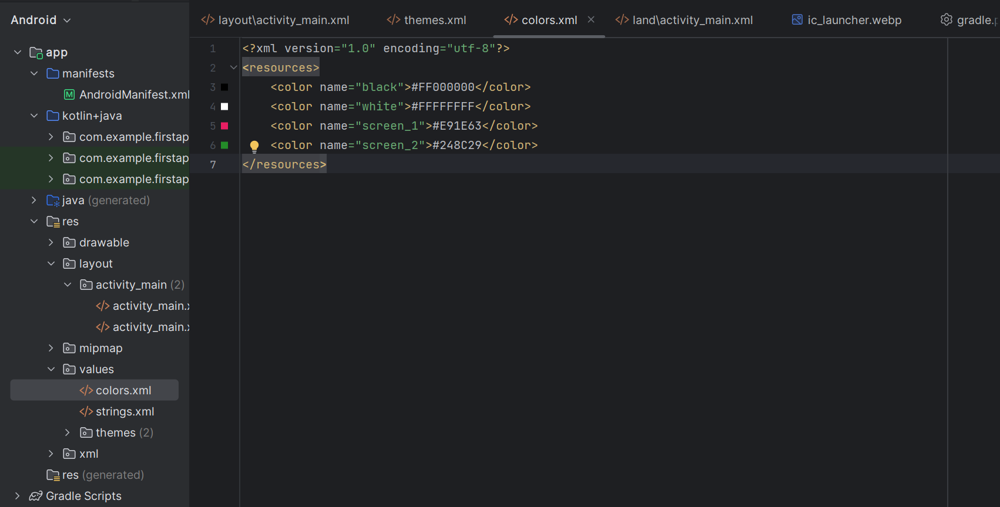 Android
layout\activity_main.xml
themes.xml
colors.xml
land\activity_main.xml
ic_launcher.webp
gradle.p
app
manifests
AndroidManifest.xml
kotlin+java
com.example.firstap
com.example.firstap
com.example.firstap
java (generated)
res
drawable
layout
activity_main (2)
activity_main.x
activity_main.x
mipmap
values
colors.xml
strings.xml
themes (2)
xml
res (generated)
Gradle Scripts
1 <?xml version="1.0" encoding="utf-8"?>
2 <resources>
3 <color name="black">#FF000000</color>
4 <color name="white">#FFFFFFFF</color>
5 <color name="screen_1">#E91E63</color>
6 <color name="screen_2">#248C29</color>
7 </resources>